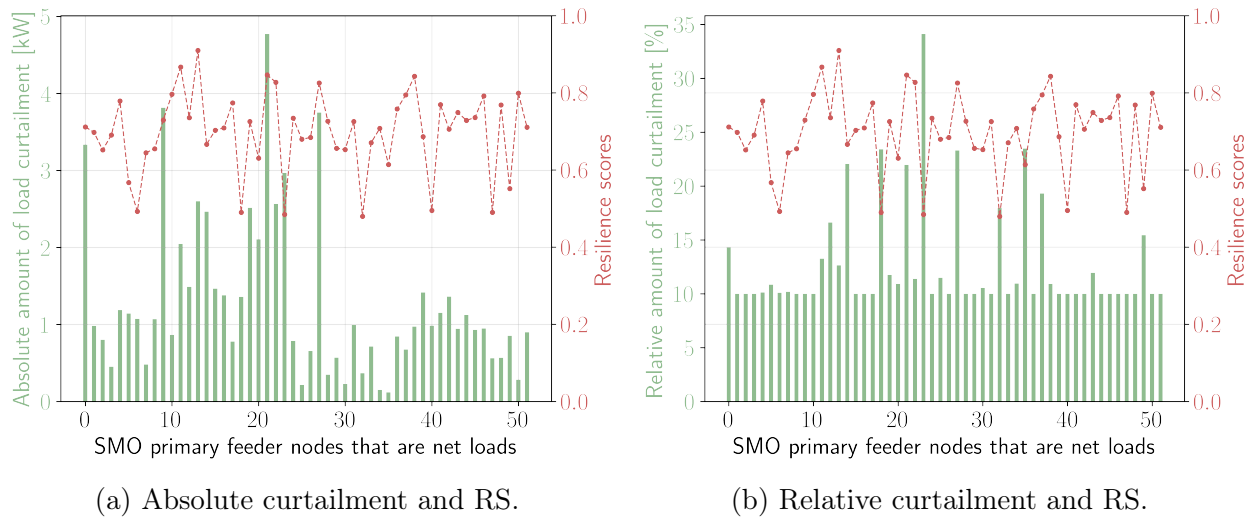 Absolute amount of load curtailment [kW]
5
4
3
2
1
0
1.0
0.8
0.6
0.4
0.2
0.0
Resilience scores
0 10 20 30 40 50
SMO primary feeder nodes that are net loads
(a) Absolute curtailment and RS.
Relative amount of load curtailment [%]
35
30
25
20
15
10
5
0
1.0
0.8
0.6
0.4
0.2
0.0
Resilience scores
0 10 20 30 40 50
SMO primary feeder nodes that are net loads
(b) Relative curtailment and RS.